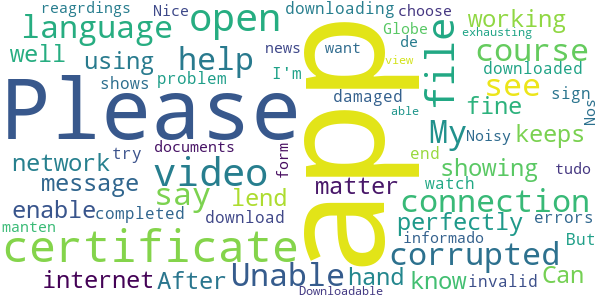 reagrdings Nice downloading choose
language open Globe de working
exhausting
well using help news want course
I'm view
shows problem downloaded
Please app file see
damaged able sign
try fine Nos
documents My Noisy keeps
network form end tudo
message video showing
say lend matter watch
enable completed connection
download perfectly errors
manten informado But
certificate corrupted
internet After Unable hand know invalid Can
Downloadable